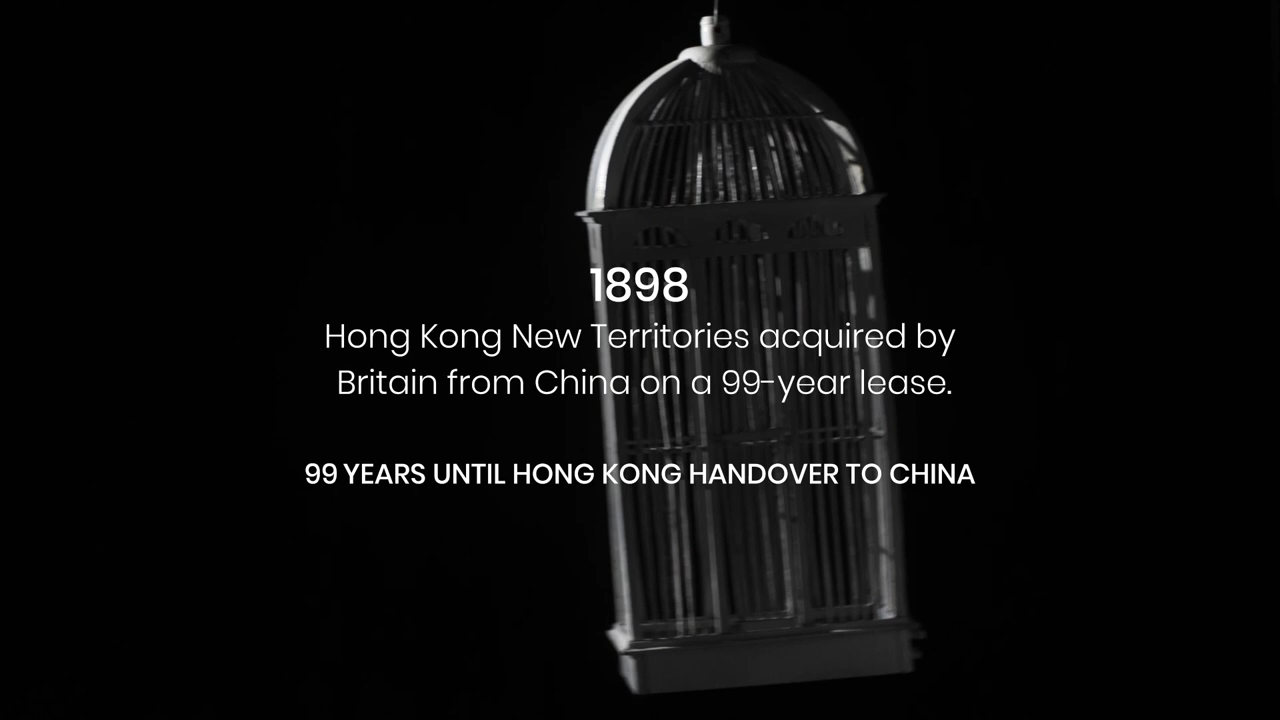 1898
Hong Kong New Territories acquired by
Britain from China on a 99-year lease.
99 YEARS UNTIL HONG KONG HANDOVER TO CHINA